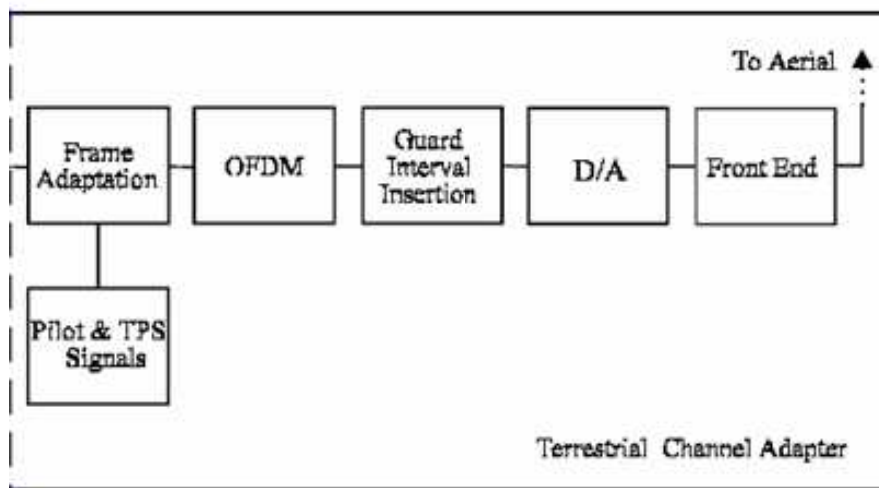 To Aerial
Frame
Adaptation
OFDM
Guard
Interval
Insertion
D/A
Front End
Pilot & TPS
Signals
Terrestrial Channel Adapter